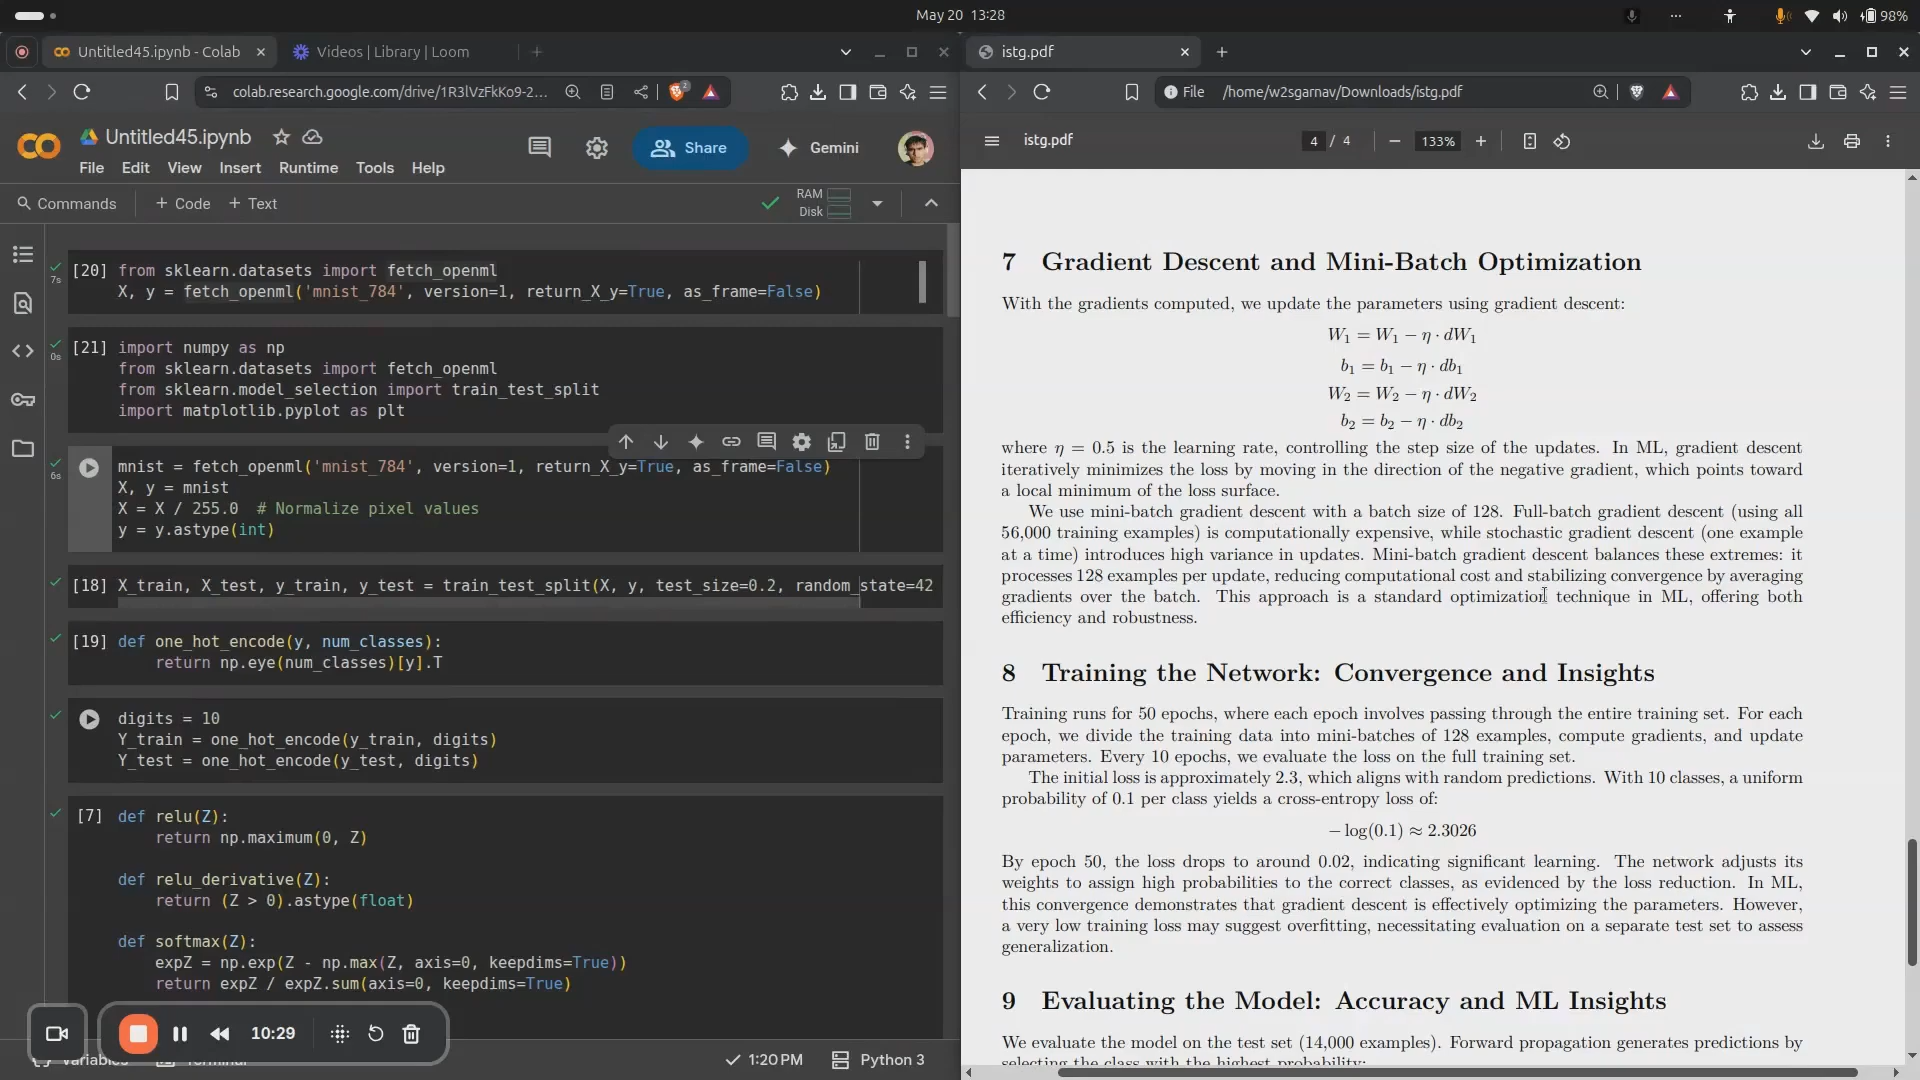 May 20 13:28
98%
Untitled45.ipynb - Colab
Videos | Library | Loom
colab.research.google.com/drive/1R3lVzFkKo9-2...
2
Untitled45.ipynb
File Edit View Insert Runtime Tools Help
Share
Gemini
Commands
+ Code + Text
RAM
Disk
7s
[20] from sklearn.datasets import fetch_openml
X, y = fetch_openml('mnist_784', version=1, return_X_y=True, as_frame=False)
0s
[21] import numpy as np
from sklearn.datasets import fetch_openml
from sklearn.model_selection import train_test_split
import matplotlib.pyplot as plt
6s
mnist = fetch_openml('mnist_784', version=1, return_X_y=True, as_frame=False)
X, y = mnist
X = X / 255.0 # Normalize pixel values
y = y.astype(int)
[18] X_train, X_test, y_train, y_test = train_test_split(X, y, test_size=0.2, random_state=42
[19] def one_hot_encode(y, num_classes):
return np.eye(num_classes)[y].T
digits = 10
Y_train = one_hot_encode(y_train, digits)
Y_test = one_hot_encode(y_test, digits)
[7] def relu(Z):
return np.maximum(0, Z)
def relu_derivative(Z):
return (Z > 0).astype(float)
def softmax(Z):
expZ = np.exp(Z - np.max(Z, axis=0, keepdims=True))
return expZ / expZ.sum(axis=0, keepdims=True)
10:29
Variables
Terminal
1:20 PM
Python 3
istg.pdf
File /home/w2sgarnav/Downloads/istg.pdf
istg.pdf
4 / 4
133%
7 Gradient Descent and Mini-Batch Optimization
With the gradients computed, we update the parameters using gradient descent:
W₁ = W₁ − η · dW₁
b₁ = b₁ − η · db₁
W₂ = W₂ − η · dW₂
b₂ = b₂ − η · db₂
where η = 0.5 is the learning rate, controlling the step size of the updates. In ML, gradient descent
iteratively minimizes the loss by moving in the direction of the negative gradient, which points toward
a local minimum of the loss surface.
We use mini-batch gradient descent with a batch size of 128. Full-batch gradient descent (using all
56,000 training examples) is computationally expensive, while stochastic gradient descent (one example
at a time) introduces high variance in updates. Mini-batch gradient descent balances these extremes: it
processes 128 examples per update, reducing computational cost and stabilizing convergence by averaging
gradients over the batch. This approach is a standard optimization technique in ML, offering both
efficiency and robustness.
8 Training the Network: Convergence and Insights
Training runs for 50 epochs, where each epoch involves passing through the entire training set. For each
epoch, we divide the training data into mini-batches of 128 examples, compute gradients, and update
parameters. Every 10 epochs, we evaluate the loss on the full training set.
The initial loss is approximately 2.3, which aligns with random predictions. With 10 classes, a uniform
probability of 0.1 per class yields a cross-entropy loss of:
− log(0.1) ≈ 2.3026
By epoch 50, the loss drops to around 0.02, indicating significant learning. The network adjusts its
weights to assign high probabilities to the correct classes, as evidenced by the loss reduction. In ML,
this convergence demonstrates that gradient descent is effectively optimizing the parameters. However,
a very low training loss may suggest overfitting, necessitating evaluation on a separate test set to assess
generalization.
9 Evaluating the Model: Accuracy and ML Insights
We evaluate the model on the test set (14,000 examples). Forward propagation generates predictions by
selecting the class with the highest probability: